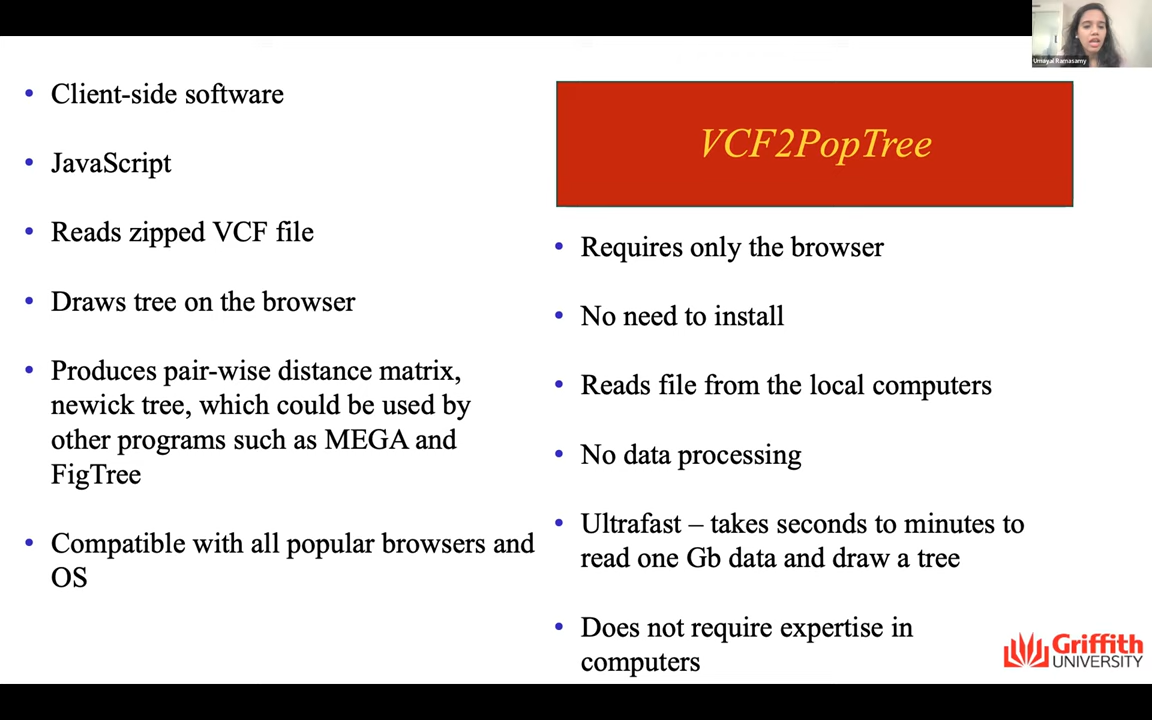 Umayal Ramasamy
• Client-side software
• JavaScript
• Reads zipped VCF file
• Draws tree on the browser
• Produces pair-wise distance matrix,
newick tree, which could be used by
other programs such as MEGA and
FigTree
• Compatible with all popular browsers and
OS
VCF2PopTree
• Requires only the browser
• No need to install
• Reads file from the local computers
• No data processing
• Ultrafast – takes seconds to minutes to
read one Gb data and draw a tree
• Does not require expertise in
computers
Griffith
UNIVERSITY